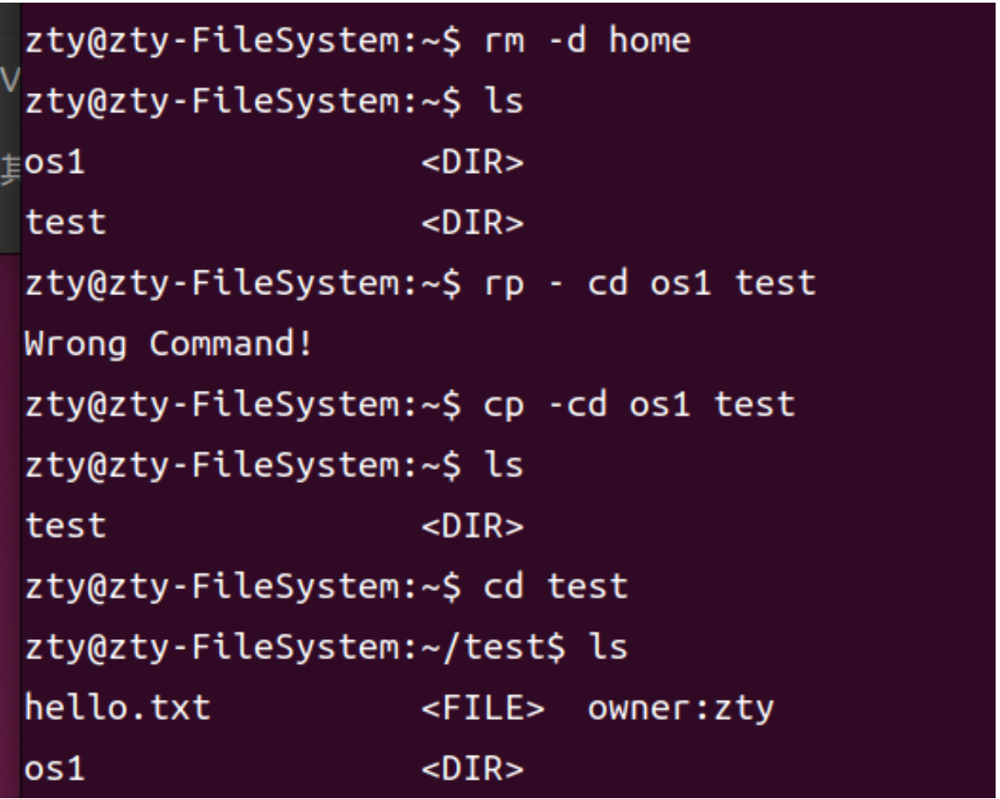 zty@zty-FileSystem:~$ rm -d home
zty@zty-FileSystem:~$ ls
os1 <DIR>
test <DIR>
zty@zty-FileSystem:~$ rp - cd os1 test
Wrong Command!
zty@zty-FileSystem:~$ cp -cd os1 test
zty@zty-FileSystem:~$ ls
test <DIR>
zty@zty-FileSystem:~$ cd test
zty@zty-FileSystem:~/test$ ls
hello.txt <FILE> owner:zty
os1 <DIR>